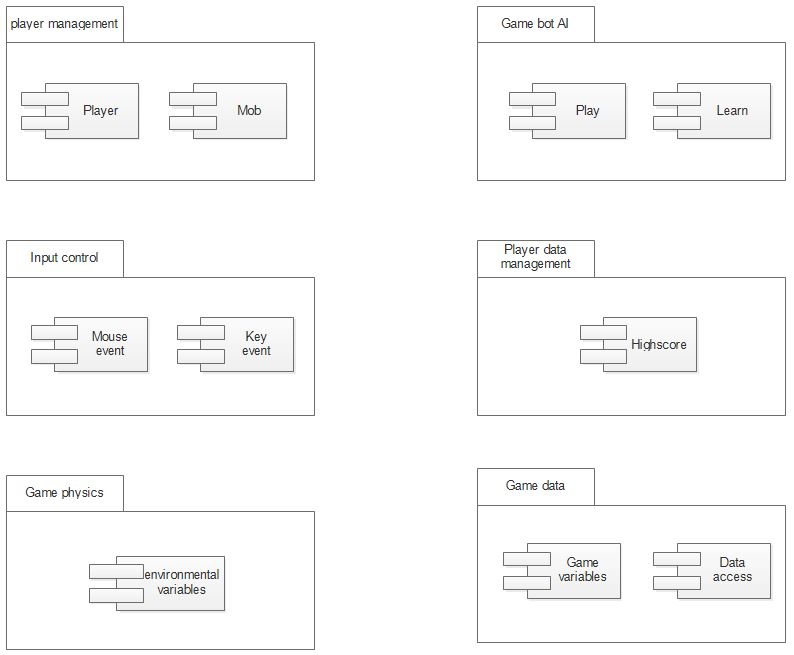 player management
Player
Mob
Game bot AI
Play
Learn
Input control
Mouse
event
Key
event
Player data
management
Highscore
Game physics
environmental
variables
Game data
Game
variables
Data
access